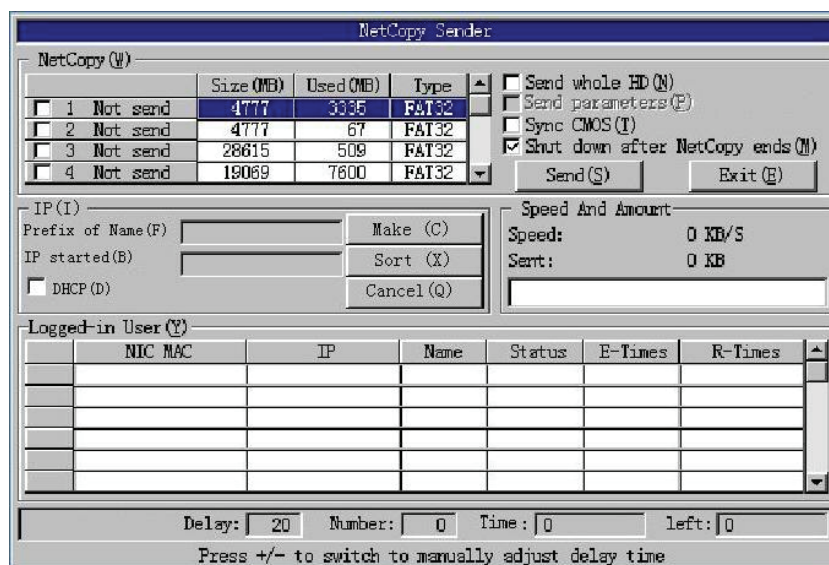 NetCopy Sender
NetCopy(W)
Size(MB) Used(MB) Type
1 Not send 4777 3335 FAT32
2 Not send 4777 67 FAT32
3 Not send 28615 509 FAT32
4 Not send 19069 7600 FAT32
Send whole HD(N)
Send parameters(P)
Sync CMOS(T)
Shut down after NetCopy ends(M)
Send(S) Exit(E)
IP(I)
Prefix of Name(F)
IP started(B)
DHCP(D)
Make (C)
Sort (X)
Cancel(Q)
Speed And Amount
Speed: 0 KB/S
Sent: 0 KB
Logged-in User(Y)
NIC MAC IP Name Status E-Times R-Times
Delay: 20 Number: 0 Time: 0 left: 0
Press +/- to switch to manually adjust delay time